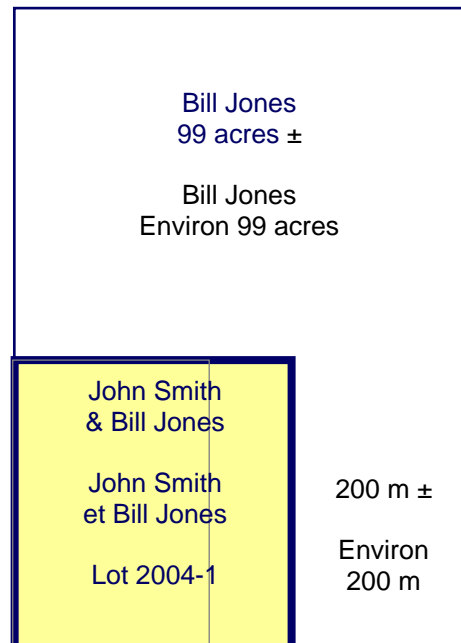 Bill Jones
99 acres ±
Bill Jones
Environ 99 acres
John Smith
& Bill Jones
John Smith
et Bill Jones
Lot 2004-1
200 m ±
Environ
200 m